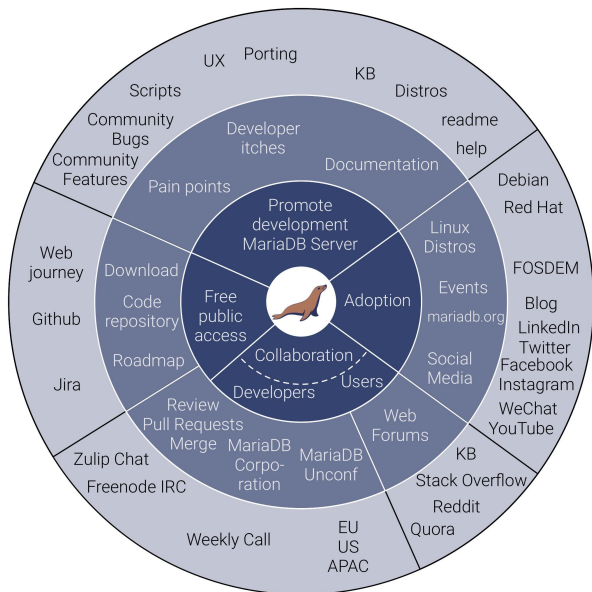 UX
Porting
KB
Scripts
Distros
Community
Bugs
readme
Community
Features
help
Developer
itches
Documentation
Pain points
Promote
development
MariaDB Server
Debian
Red Hat
Linux
Distros
FOSDEM
Events
Blog
mariadb.org
LinkedIn
Twitter
Facebook
Instagram
Social
Media
WeChat
YouTube
Adoption
Web
journey
Github
Jira
Download
Code
repository
Roadmap
Free
public
access
Collaboration
Developers
Users
Review
Pull Requests
Merge
MariaDB
Corpo-
ration
MariaDB
Unconf
Web
Forums
Zulip Chat
Freenode IRC
Weekly Call
EU
US
APAC
KB
Stack Overflow
Reddit
Quora